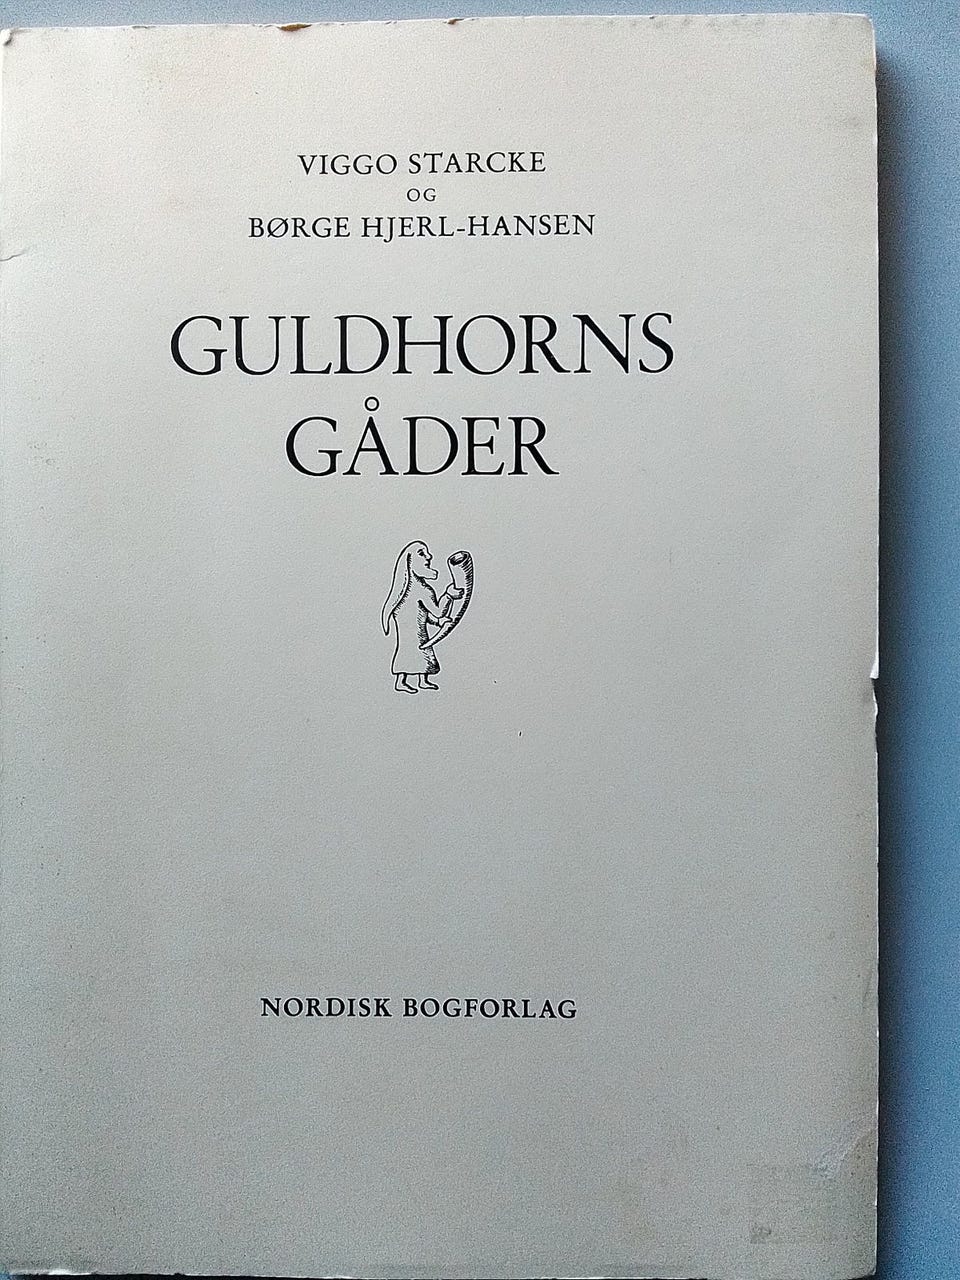 VIGGO STARCKE
OG
BØRGE HJERL-HANSEN
GULDHORNS
GÅDER
NORDISK BOGFORLAG